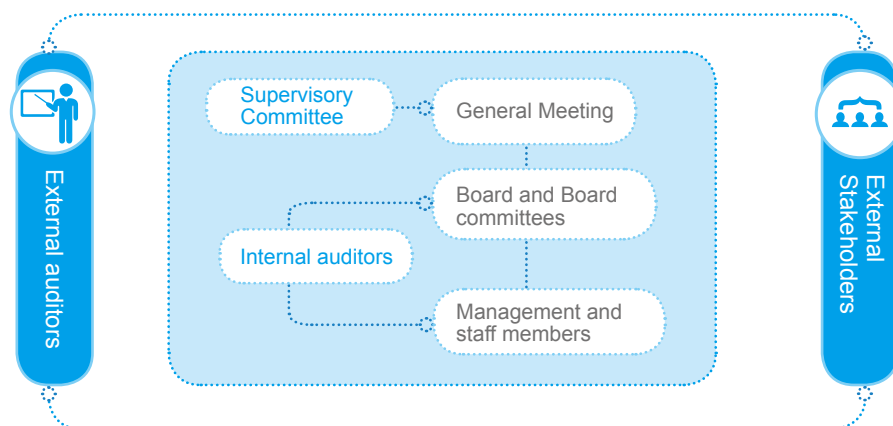 External auditors
Supervisory
Committee
General Meeting
Board and Board
committees
Internal auditors
Management and
staff members
External
Stakeholders